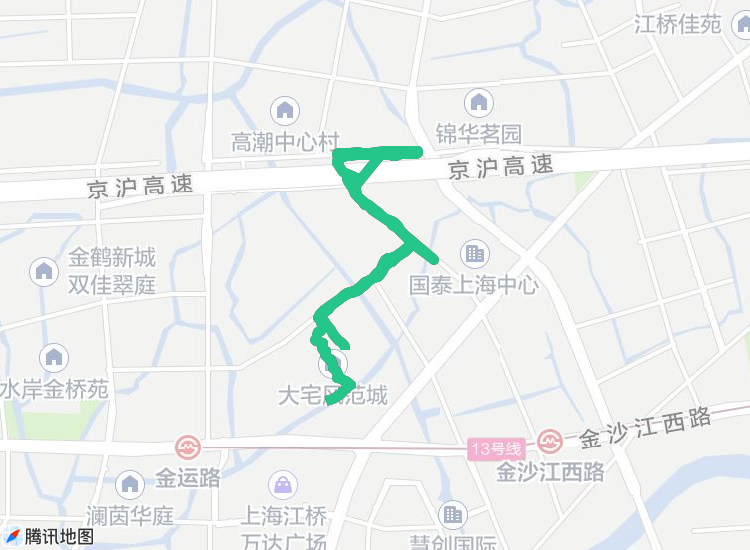 江桥佳苑
锦华茗园
高潮中心村
京沪高速
京沪高速
金鹤新城
双佳翠庭
国泰上海中心
水岸金桥苑
大宅风范城
金沙江西路
13号线
金运路
金沙江西路
澜茵华庭
上海江桥
万达广场
慧创国际
腾讯地图